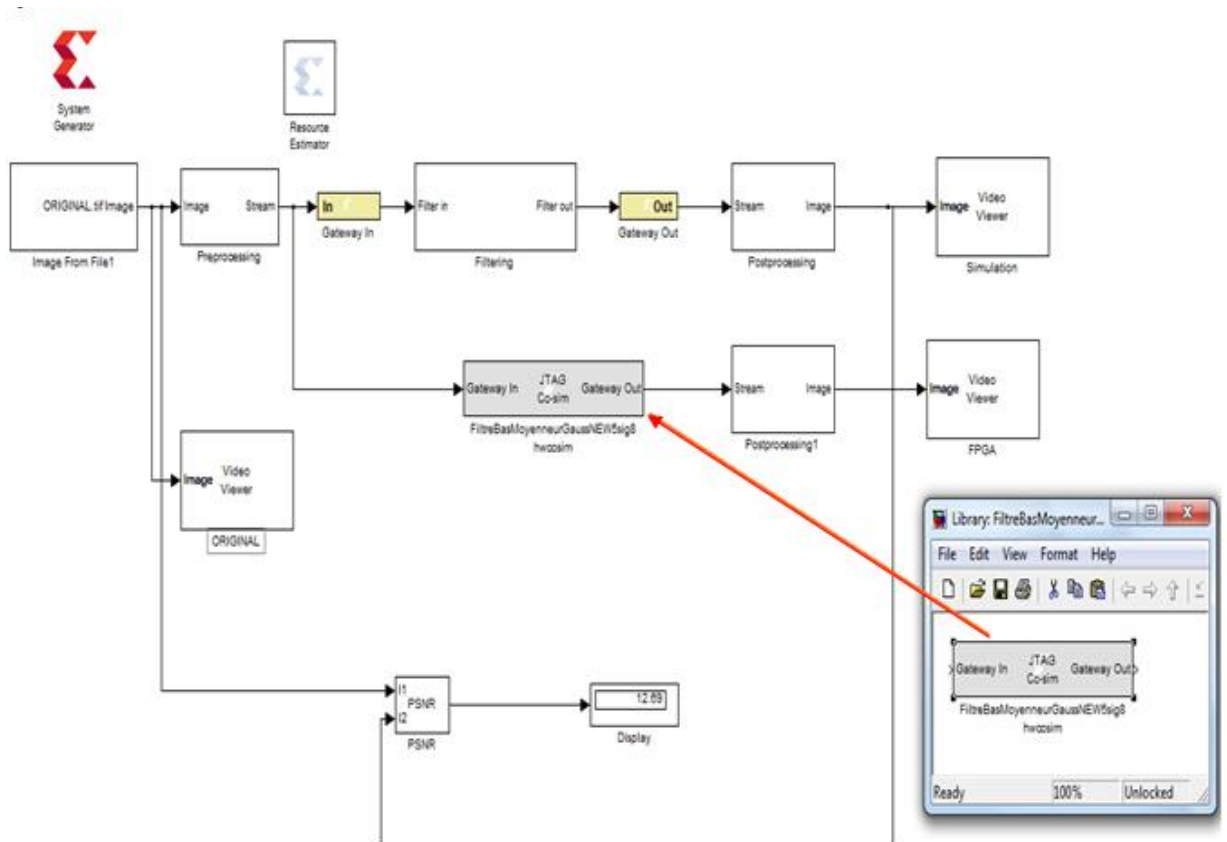 System
Generator
Resource
Estimator
ORIGINAL.tif Image
Image From File1
Image Stream
Preprocessing
In
Gateway In
Filter in Filter out
Filtering
Out
Gateway Out
Stream Image
Postprocessing
Image Video
Viewer
Simulation
Gateway In JTAG Gateway Out
Co-sim
FiltreBasMoyenneurGaussNEW5sig8
hwcosim
Stream Image
Postprocessing1
Image Video
Viewer
FPGA
Image Video
Viewer
ORIGINAL
I1
PSNR
I2
PSNR
12.69
Display
Library: FiltreBasMoyenneur...
File Edit View Format Help
Gateway In JTAG Gateway Out
Co-sim
FiltreBasMoyenneurGaussNEW5sig8
hwcosim
Ready 100% Unlocked